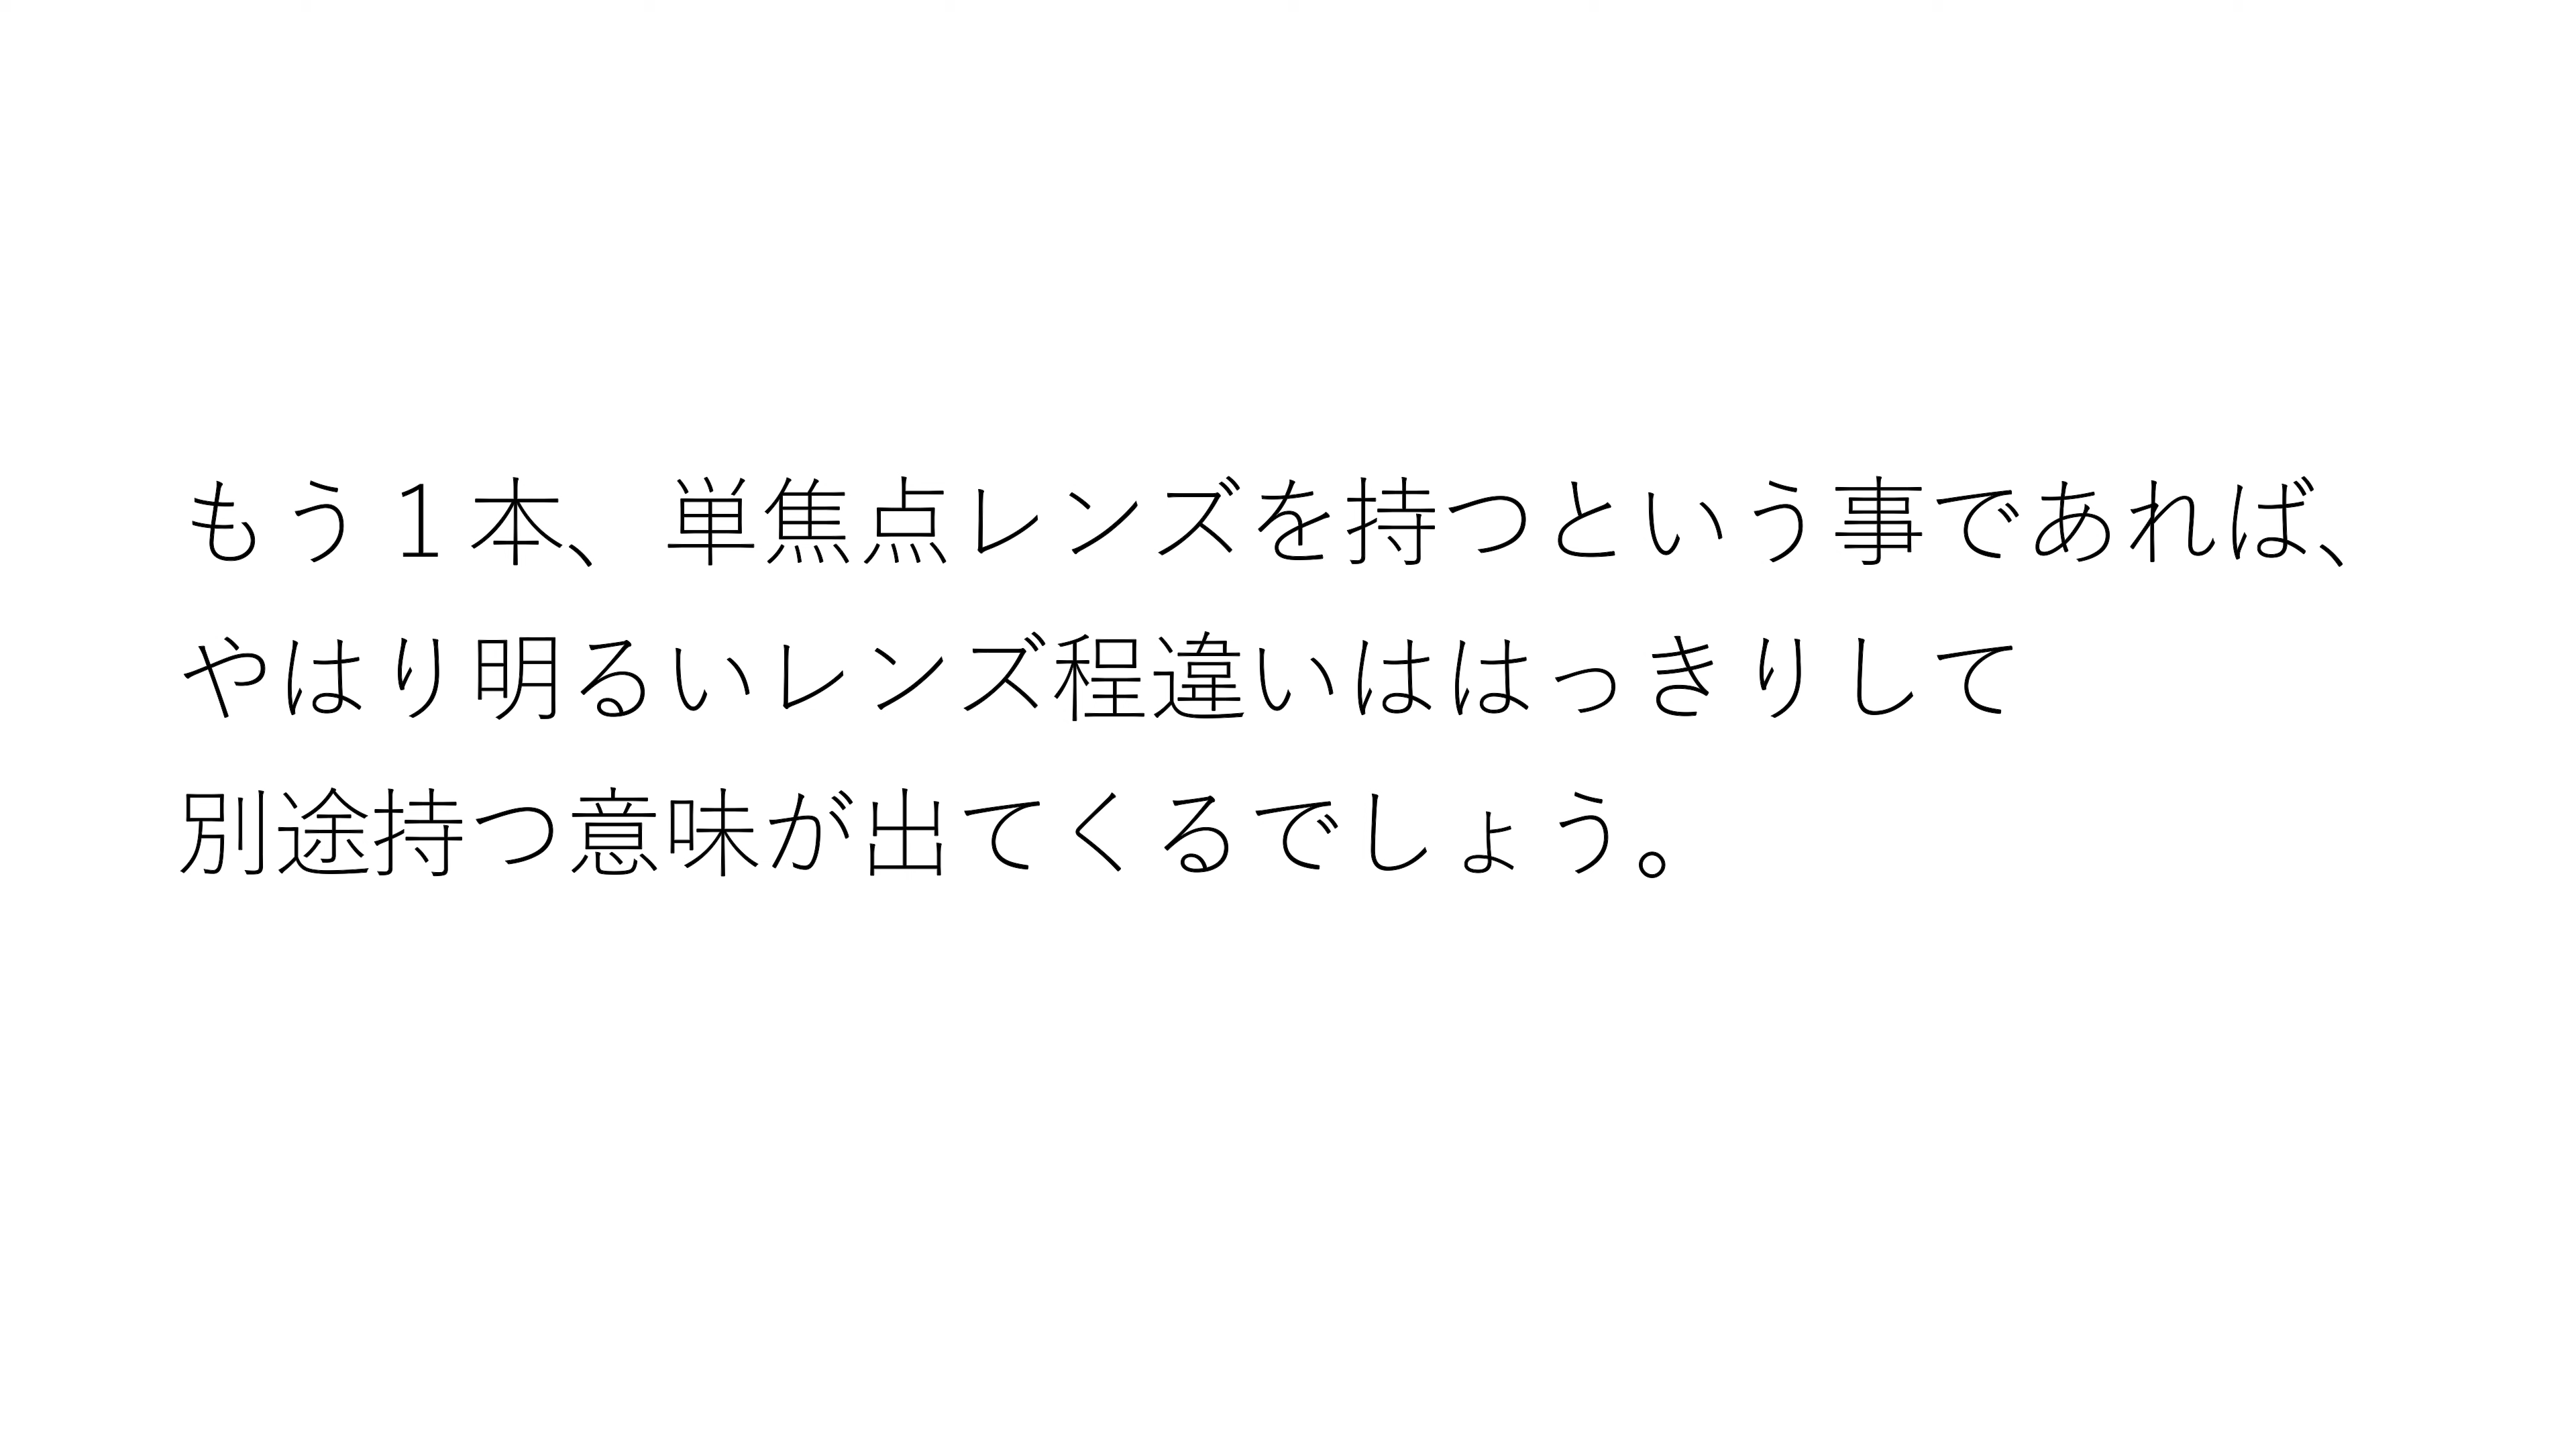 もう１本、単焦点レンズを持つという事であれば、
やはり明るいレンズ程違いははっきりして
別途持つ意味が出てくるでしょう。